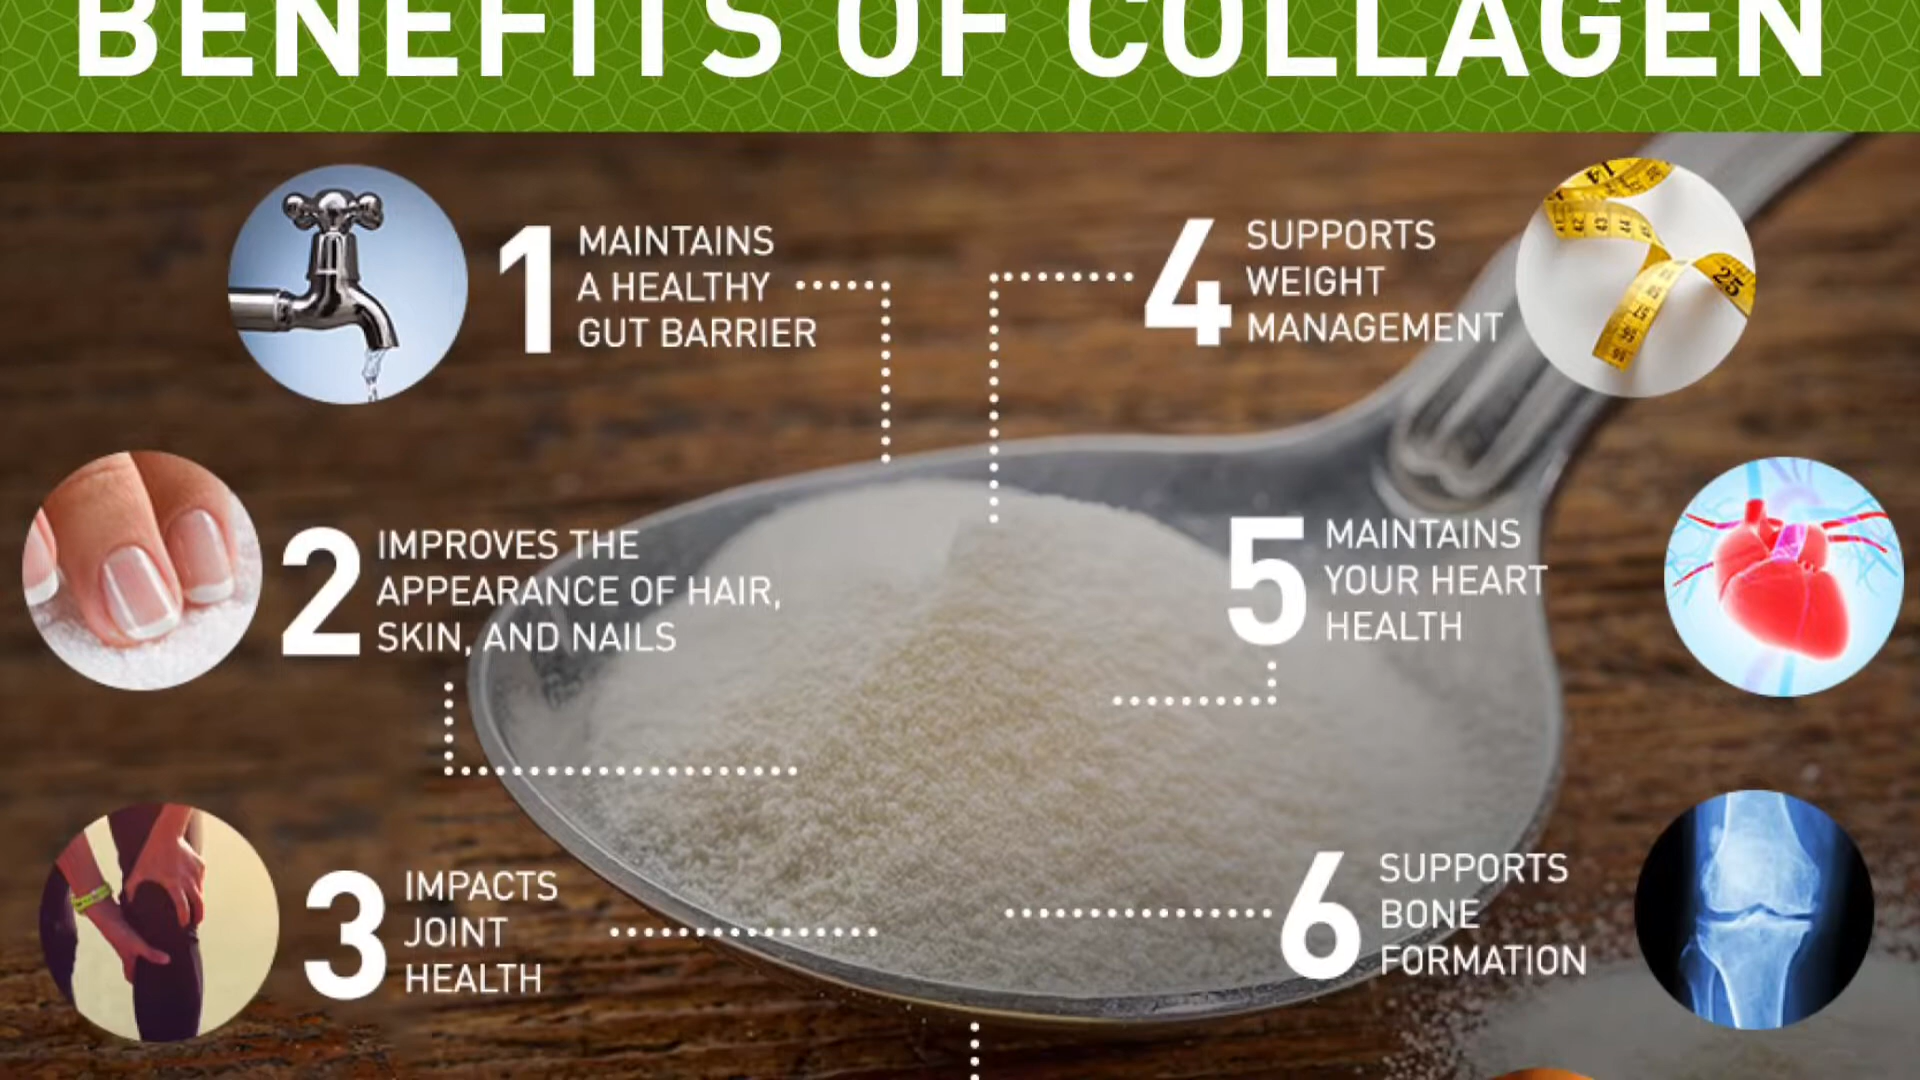 BENEFITS OF COLLAGEN
1
MAINTAINS
A HEALTHY
GUT BARRIER
2
IMPROVES THE
APPEARANCE OF HAIR,
SKIN, AND NAILS
3
IMPACTS
JOINT
HEALTH
4
SUPPORTS
WEIGHT
MANAGEMENT
5
MAINTAINS
YOUR HEART
HEALTH
6
SUPPORTS
BONE
FORMATION